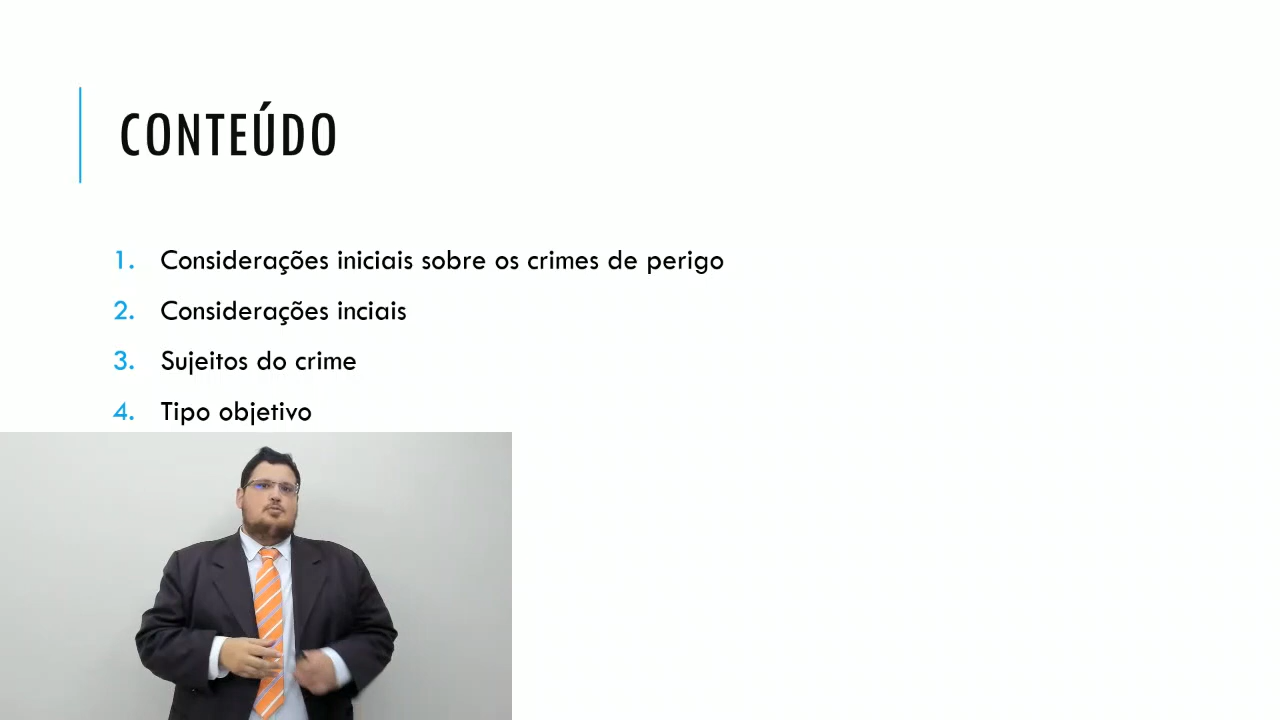 CONTEÚDO
1. Considerações iniciais sobre os crimes de perigo
2. Considerações inciais
3. Sujeitos do crime
4. Tipo objetivo